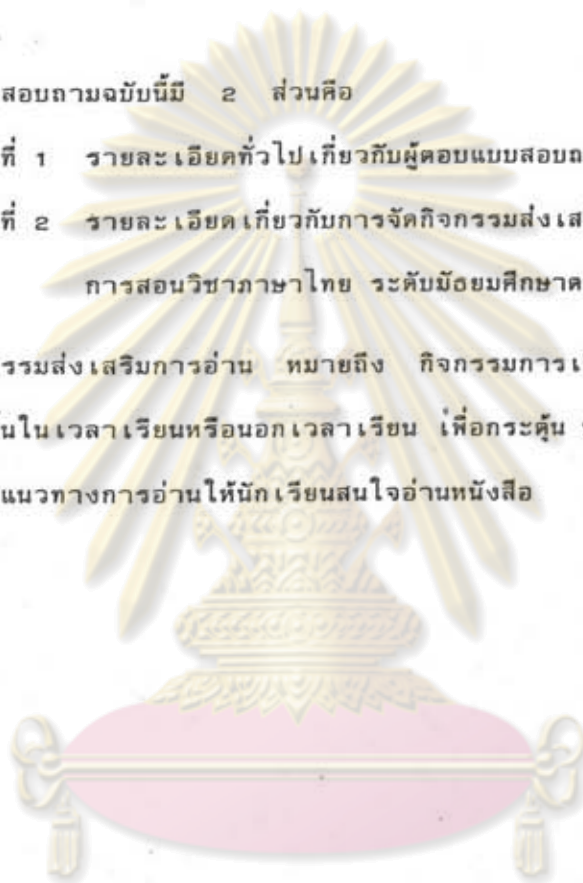 สอบถามฉบับนี้มี 2 ส่วนคือ
ที่ 1 รายละเอียดทั่วไปเกี่ยวกับผู้ตอบแบบสอบถ
ที่ 2 รายละเอียดเกี่ยวกับการจัดกิจกรรมส่งเส
การสอนวิชาภาษาไทย ระดับมัธยมศึกษาต
รรมส่งเสริมการอ่าน หมายถึง กิจกรรมการเ
นในเวลาเรียนหรือนอกเวลาเรียน เพื่อกระตุ้น
แนวทางการอ่านให้นักเรียนสนใจอ่านหนังสือ